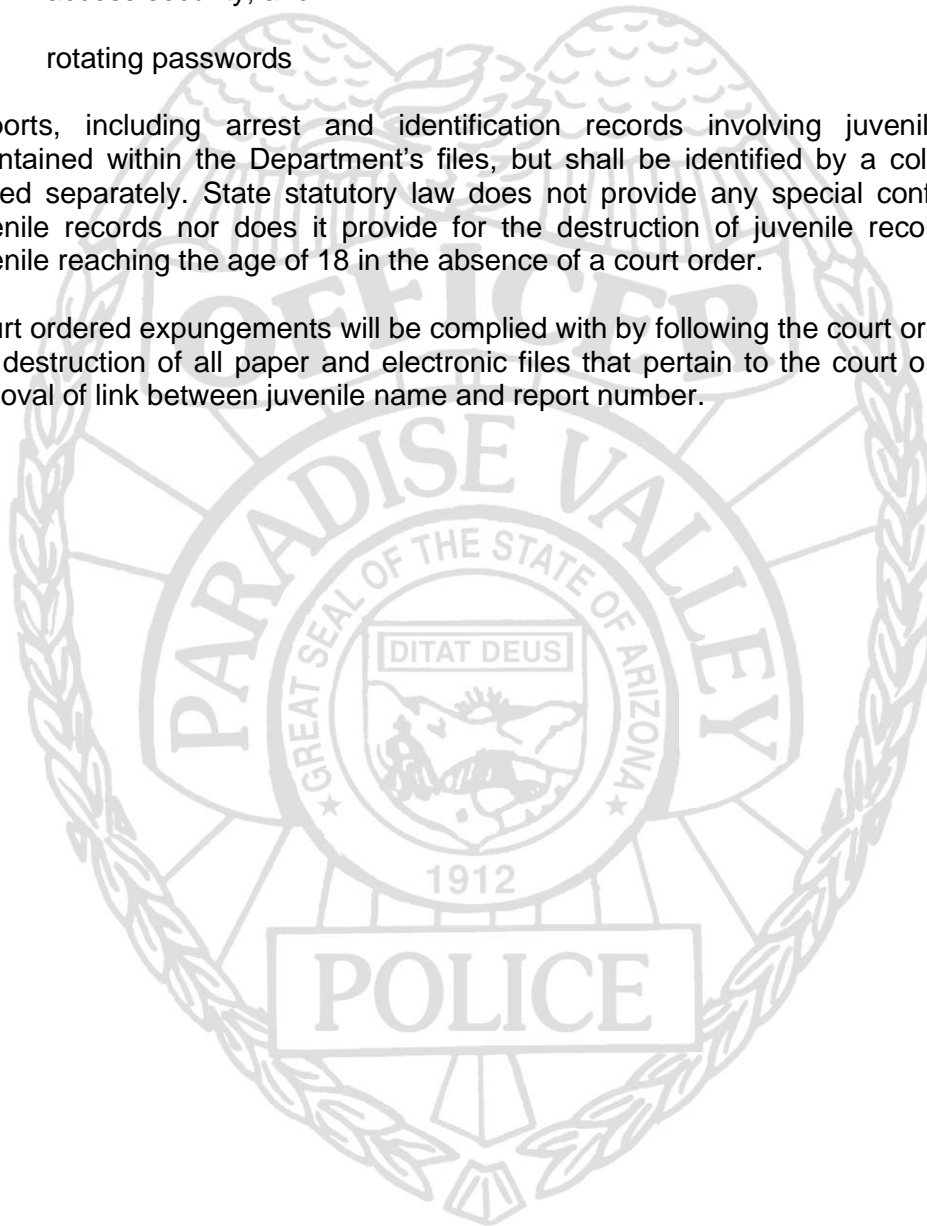 rotating passwords
orts, including arrest and identification records involving juvenil
ntained within the Department’s files, but shall be identified by a col
ed separately. State statutory law does not provide any special conf
enile records nor does it provide for the destruction of juvenile reco
enile reaching the age of 18 in the absence of a court order.
urt ordered expungements will be complied with by following the court or
destruction of all paper and electronic files that pertain to the court o
oval of link between juvenile name and report number.
OFFICER
PARADISE VALLEY
GREAT SEAL OF THE STATE OF ARIZONA
DITAT DEUS
1912
POLICE